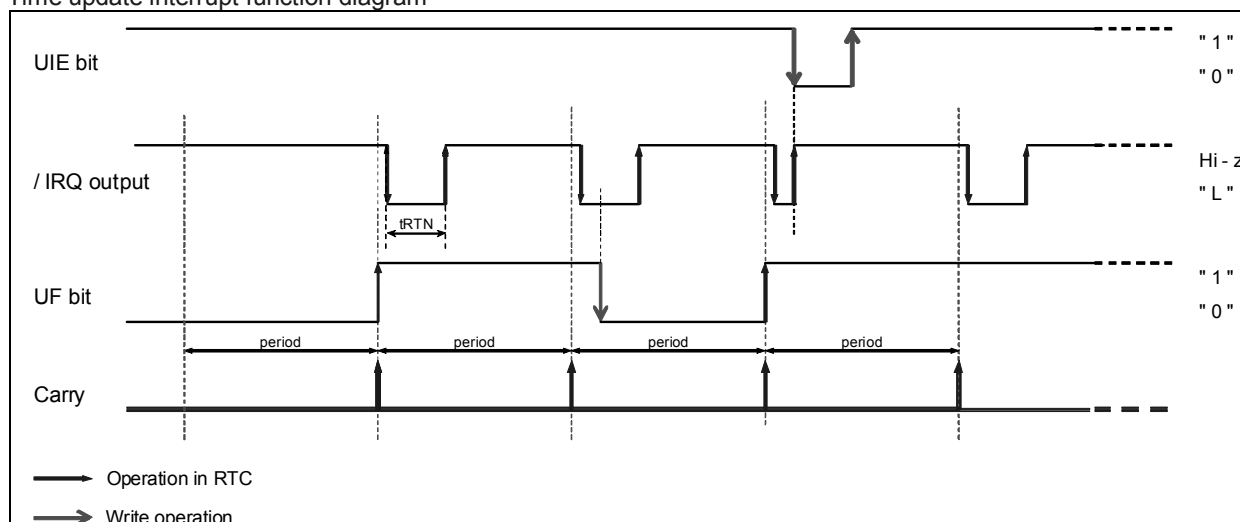 Time update interrupt function diagram
UIE bit
" 1 "
" 0 "
/ IRQ output
Hi - z
" L "
tRTN
UF bit
" 1 "
" 0 "
period period period period
Carry
Operation in RTC
Write operation